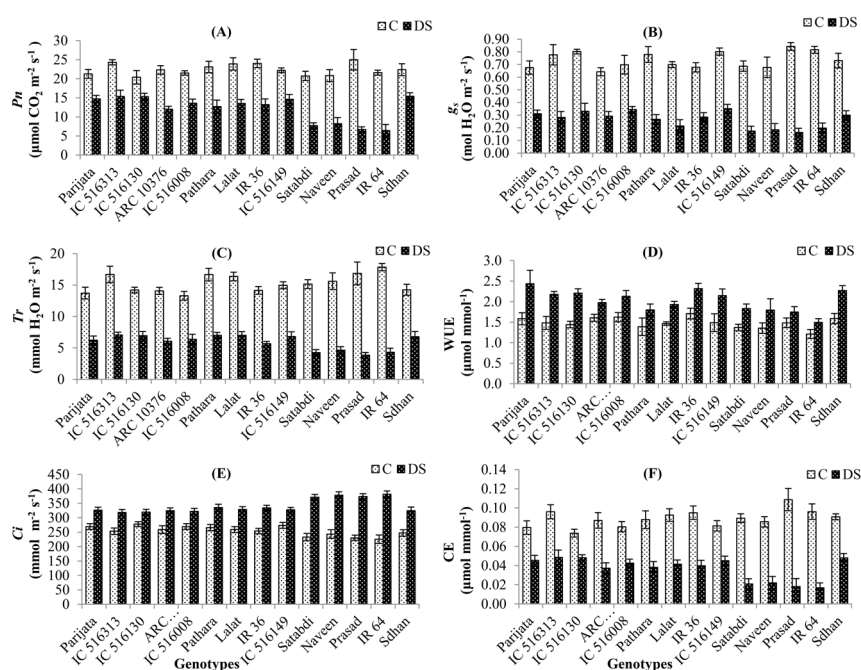 (A)
C DS
Pn
(µmol CO2 m-2 s-1)
30
25
20
15
10
5
0
Parijata
IC 516313
IC 516130
ARC 10376
IC 516008
Pathara
Lalat
IR 36
IC 516149
Satabdi
Naveen
Prasad
IR 64
Sdhan
(B)
C DS
gs
(mol H2O m-2 s-1)
0.90
0.80
0.70
0.60
0.50
0.40
0.30
0.20
0.10
0.00
Parijata
IC 516313
IC 516130
ARC 10376
IC 516008
Pathara
Lalat
IR 36
IC 516149
Satabdi
Naveen
Prasad
IR 64
Sdhan
(C)
C DS
Tr
(mmol H2O m-2 s-1)
20
15
10
5
0
Parijata
IC 516313
IC 516130
ARC 10376
IC 516008
Pathara
Lalat
IR 36
IC 516149
Satabdi
Naveen
Prasad
IR 64
Sdhan
(D)
C DS
WUE
(µmol mmol-1)
3.0
2.5
2.0
1.5
1.0
0.5
0.0
Parijata
IC 516313
IC 516130
ARC...
IC 516008
Pathara
Lalat
IR 36
IC 516149
Satabdi
Naveen
Prasad
IR 64
Sdhan
(E)
C DS
Ci
(mmol m-2 s-1)
450
400
350
300
250
200
150
100
50
0
Parijata
IC 516313
IC 516130
ARC...
IC 516008
Pathara
Lalat
IR 36
IC 516149
Satabdi
Naveen
Prasad
IR 64
Sdhan
Genotypes
(F)
C DS
CE
(µmol mmol-1)
0.14
0.12
0.10
0.08
0.06
0.04
0.02
0.00
Parijata
IC 516313
IC 516130
ARC 10376
IC 516008
Pathara
Lalat
IR 36
IC 516149
Satabdi
Naveen
Prasad
IR 64
Sdhan
Genotypes